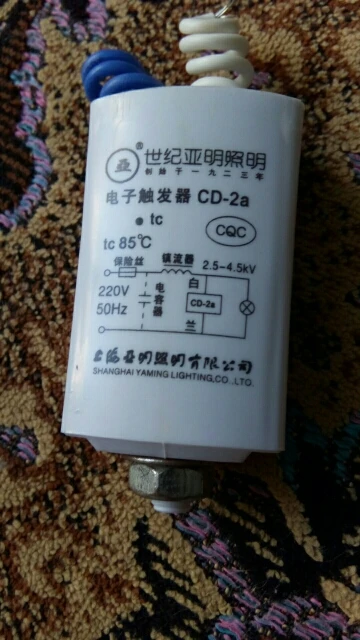 亚 ® 世纪亚明照明
创始于一九二三年
电子触发器 CD-2a
tc
CQC
tc 85℃
保险丝 镇流器 2.5-4.5kV
白
220V
50Hz
电容器
CD-2a
兰
上海亚明照明有限公司
SHANGHAI YAMING LIGHTING,CO.,LTD.